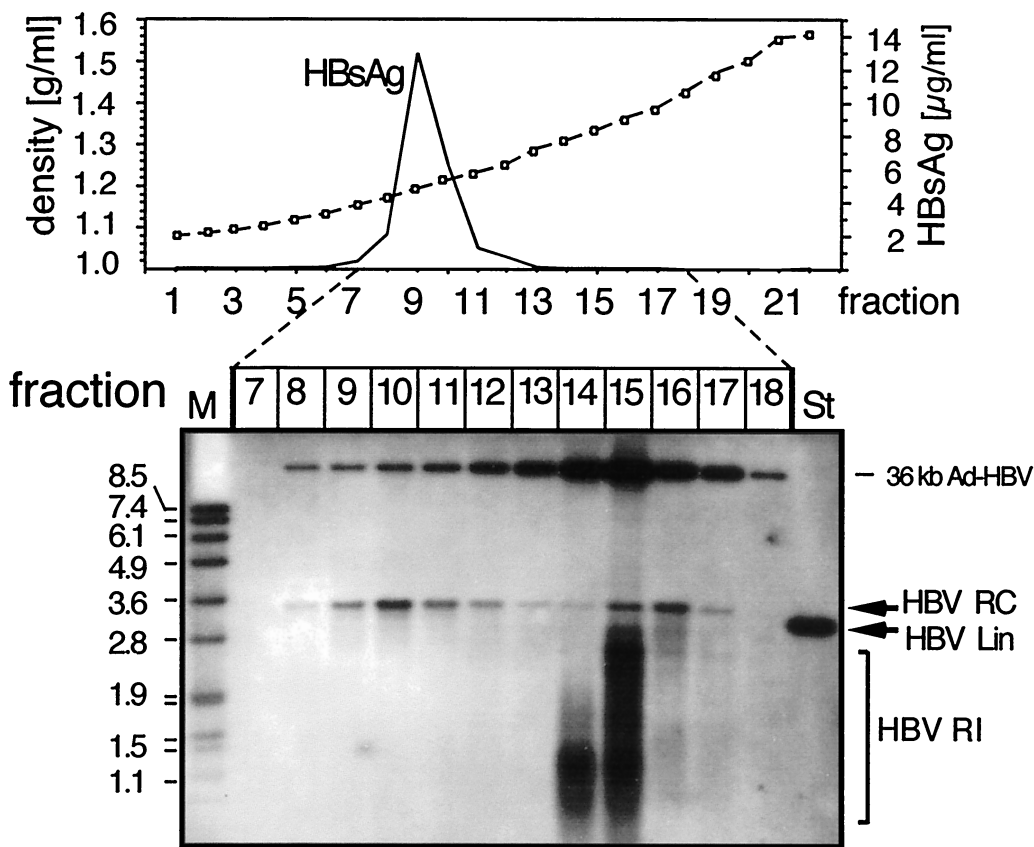 density [g/ml]
1.6
1.5
1.4
1.3
1.2
1.1
1.0
HBsAg
14
12
10
8
6
4
2
HBsAg [µg/ml]
1 3 5 7 9 11 13 15 17 19 21 fraction
fraction M 7 8 9 10 11 12 13 14 15 16 17 18 St
8.5
7.4
6.1
4.9
3.6
2.8
1.9
1.5
1.1
36 kb Ad-HBV
HBV RC
HBV Lin
HBV RI